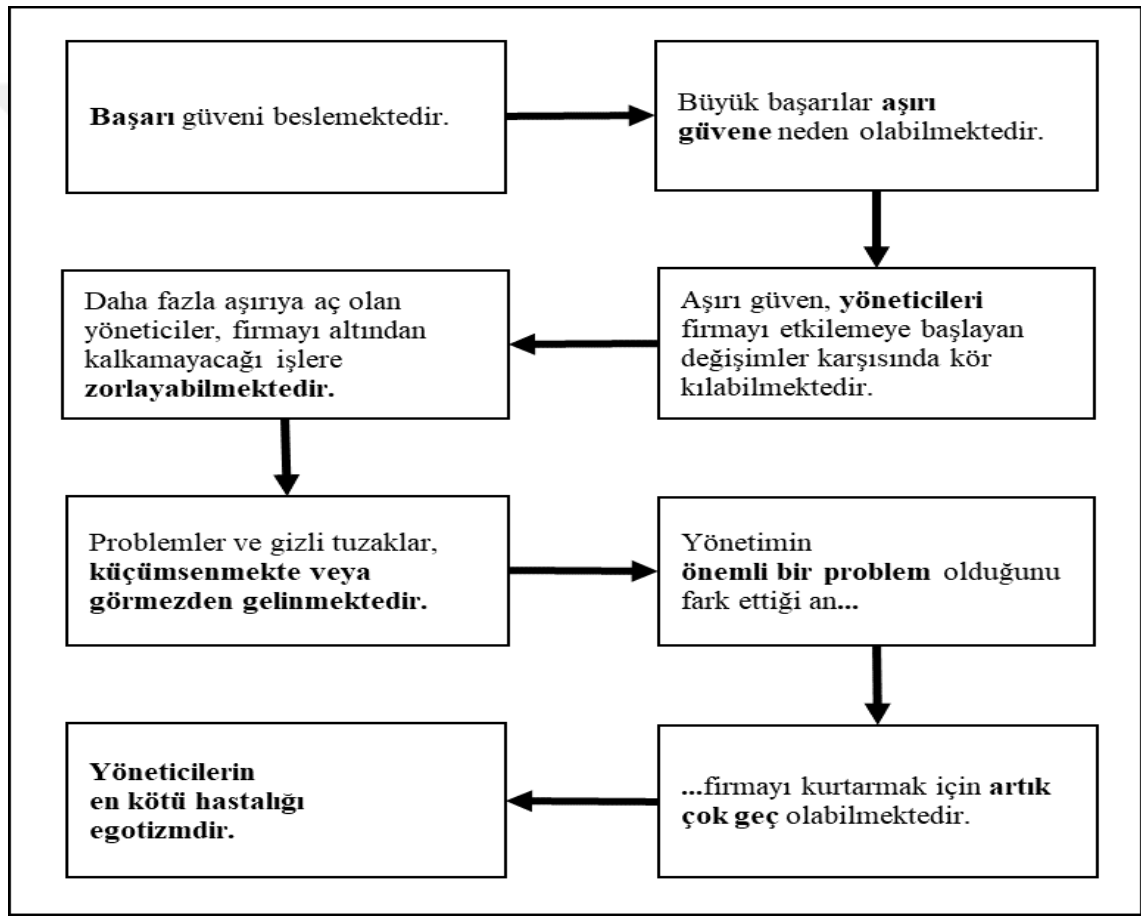 Başarı güveni beslemektedir.
Büyük başarılar aşırı
güvene neden olabilmektedir.
Aşırı güven, yöneticileri
firmayı etkilemeye başlayan
değişimler karşısında kör
kılabilmektedir.
Daha fazla aşırıya aç olan
yöneticiler, firmayı altından
kalkamayacağı işlere
zorlayabilmektedir.
Problemler ve gizli tuzaklar,
küçümsenmekte veya
görmezden gelinmektedir.
Yönetimin
önemli bir problem olduğunu
fark ettiği an...
...firmayı kurtarmak için artık
çok geç olabilmektedir.
Yöneticilerin
en kötü hastalığı
egotizmdir.